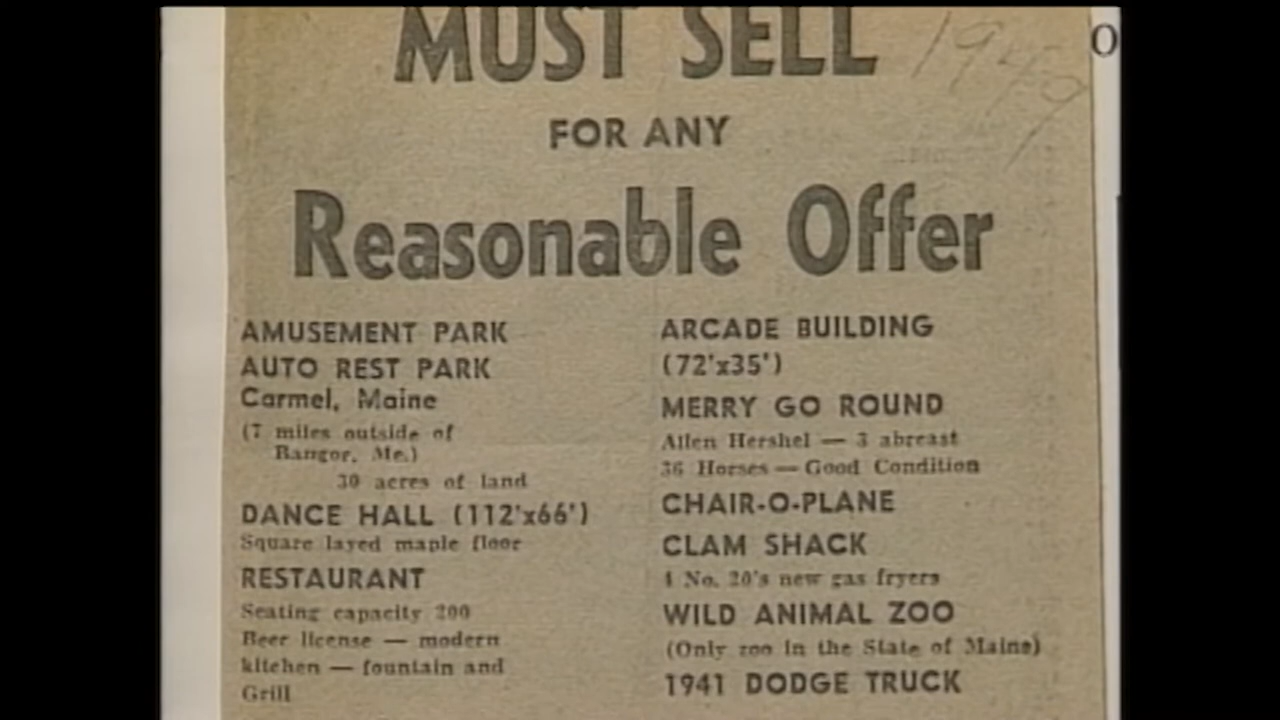 MUST SELL
1949
FOR ANY
Reasonable Offer
AMUSEMENT PARK
AUTO REST PARK
Carmel, Maine
(7 miles outside of
Bangor, Me.)
30 acres of land
DANCE HALL (112'x66')
Square layed maple floor
RESTAURANT
Seating capacity 200
Beer license — modern
kitchen — fountain and
Grill
ARCADE BUILDING
(72'x35')
MERRY GO ROUND
Allen Hershel — 3 abreast
36 Horses — Good Condition
CHAIR-O-PLANE
CLAM SHACK
No. 20's new gas fryers
WILD ANIMAL ZOO
(Only zoo in the State of Maine)
1941 DODGE TRUCK